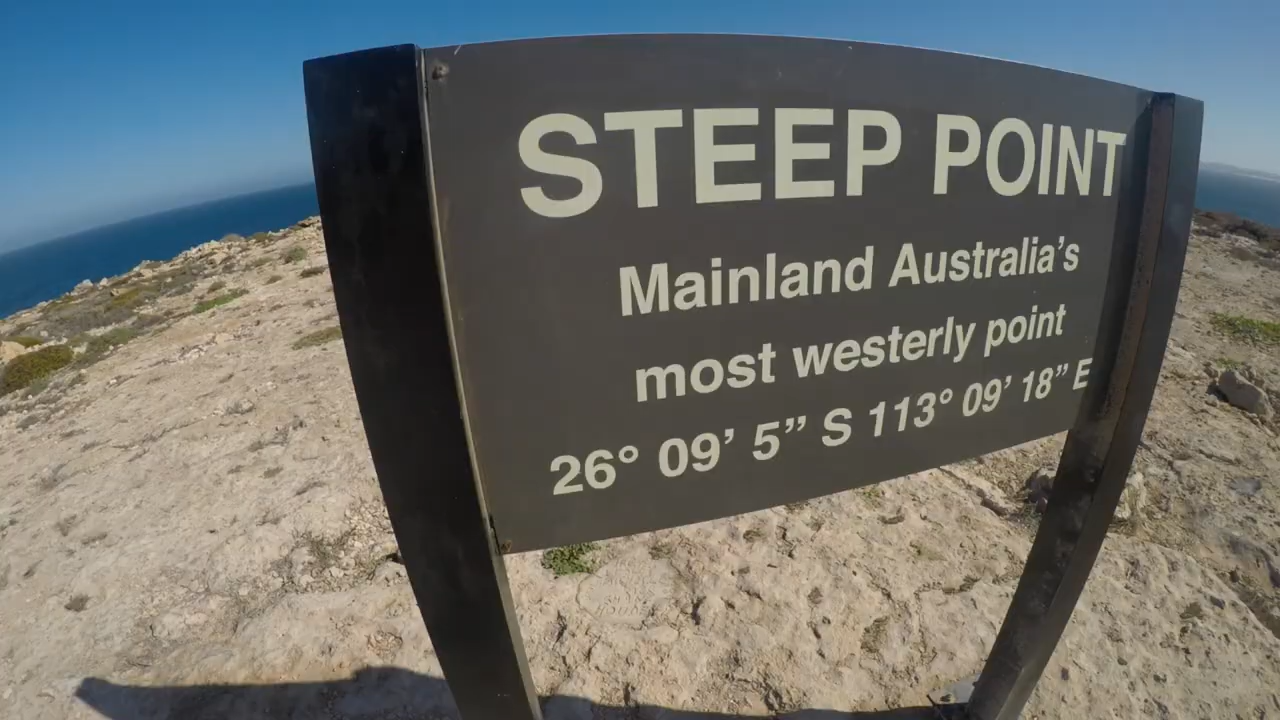 STEEP POINT
Mainland Australia’s
most westerly point
26° 09’ 5” S 113° 09’ 18” E